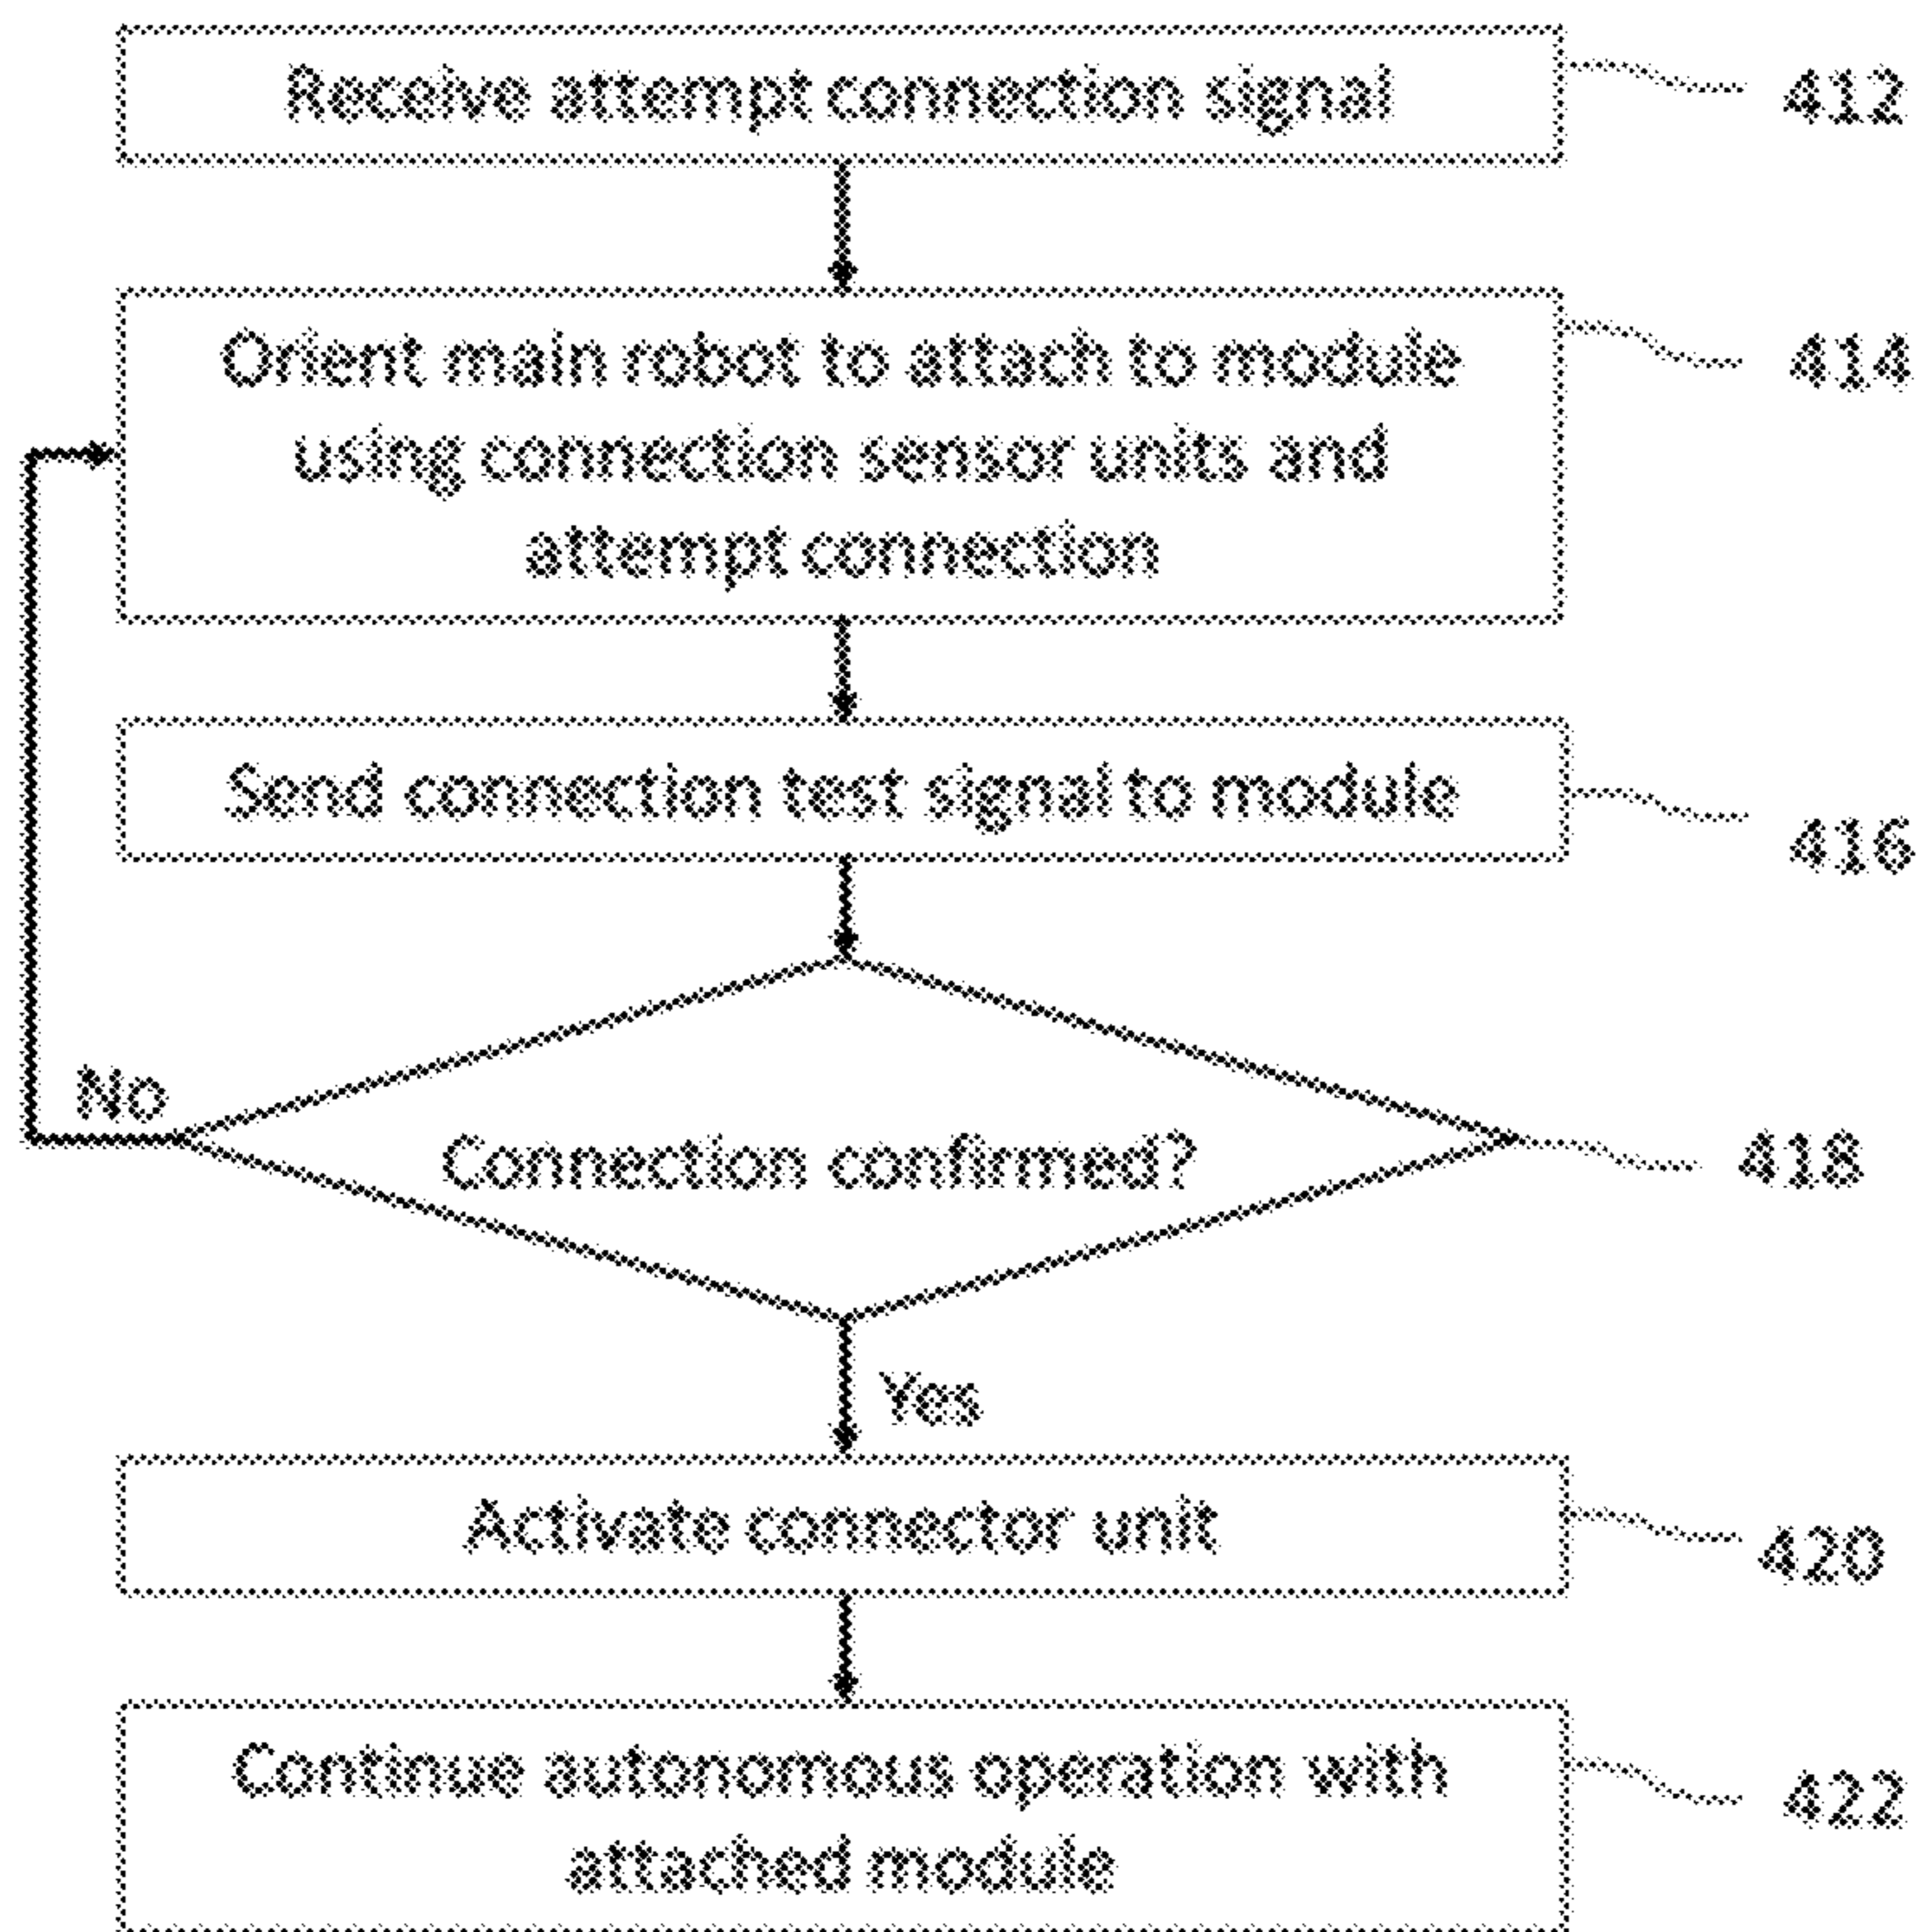 Receive attempt connection signal
412
Orient main robot to attach to module
414
using connection sensor units and
attempt connection
Send connection test signal to module
416
No
Connection confirmed?
418
Yes
Activate connector unit
420
Continue autonomous operation with
422
attached module